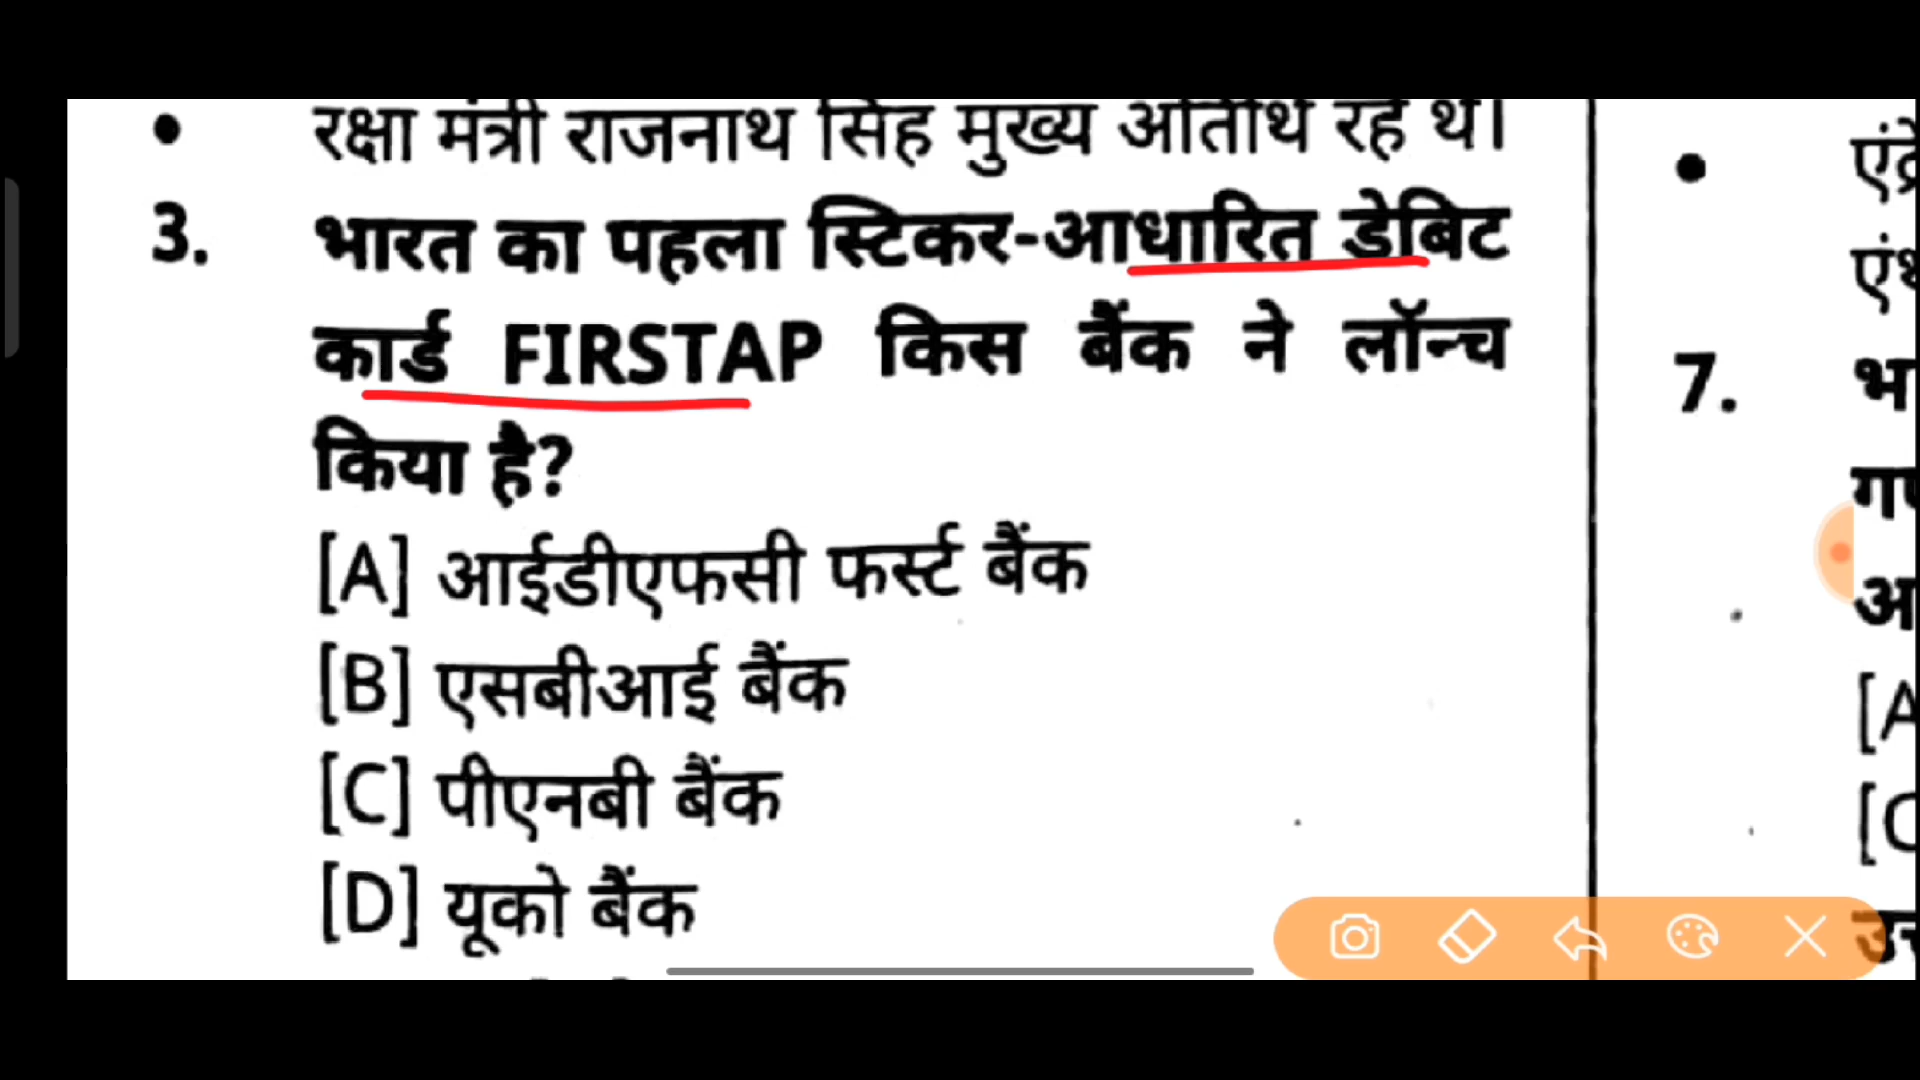 • रक्षा मंत्री राजनाथ सिंह मुख्य अतिथि रहे थे।
3. भारत का पहला स्टिकर-आधारित डेबिट
कार्ड FIRSTAP किस बैंक ने लॉन्च
किया है?
[A] आईडीएफसी फर्स्ट बैंक
[B] एसबीआई बैंक
[C] पीएनबी बैंक
[D] यूको बैंक
•
7.